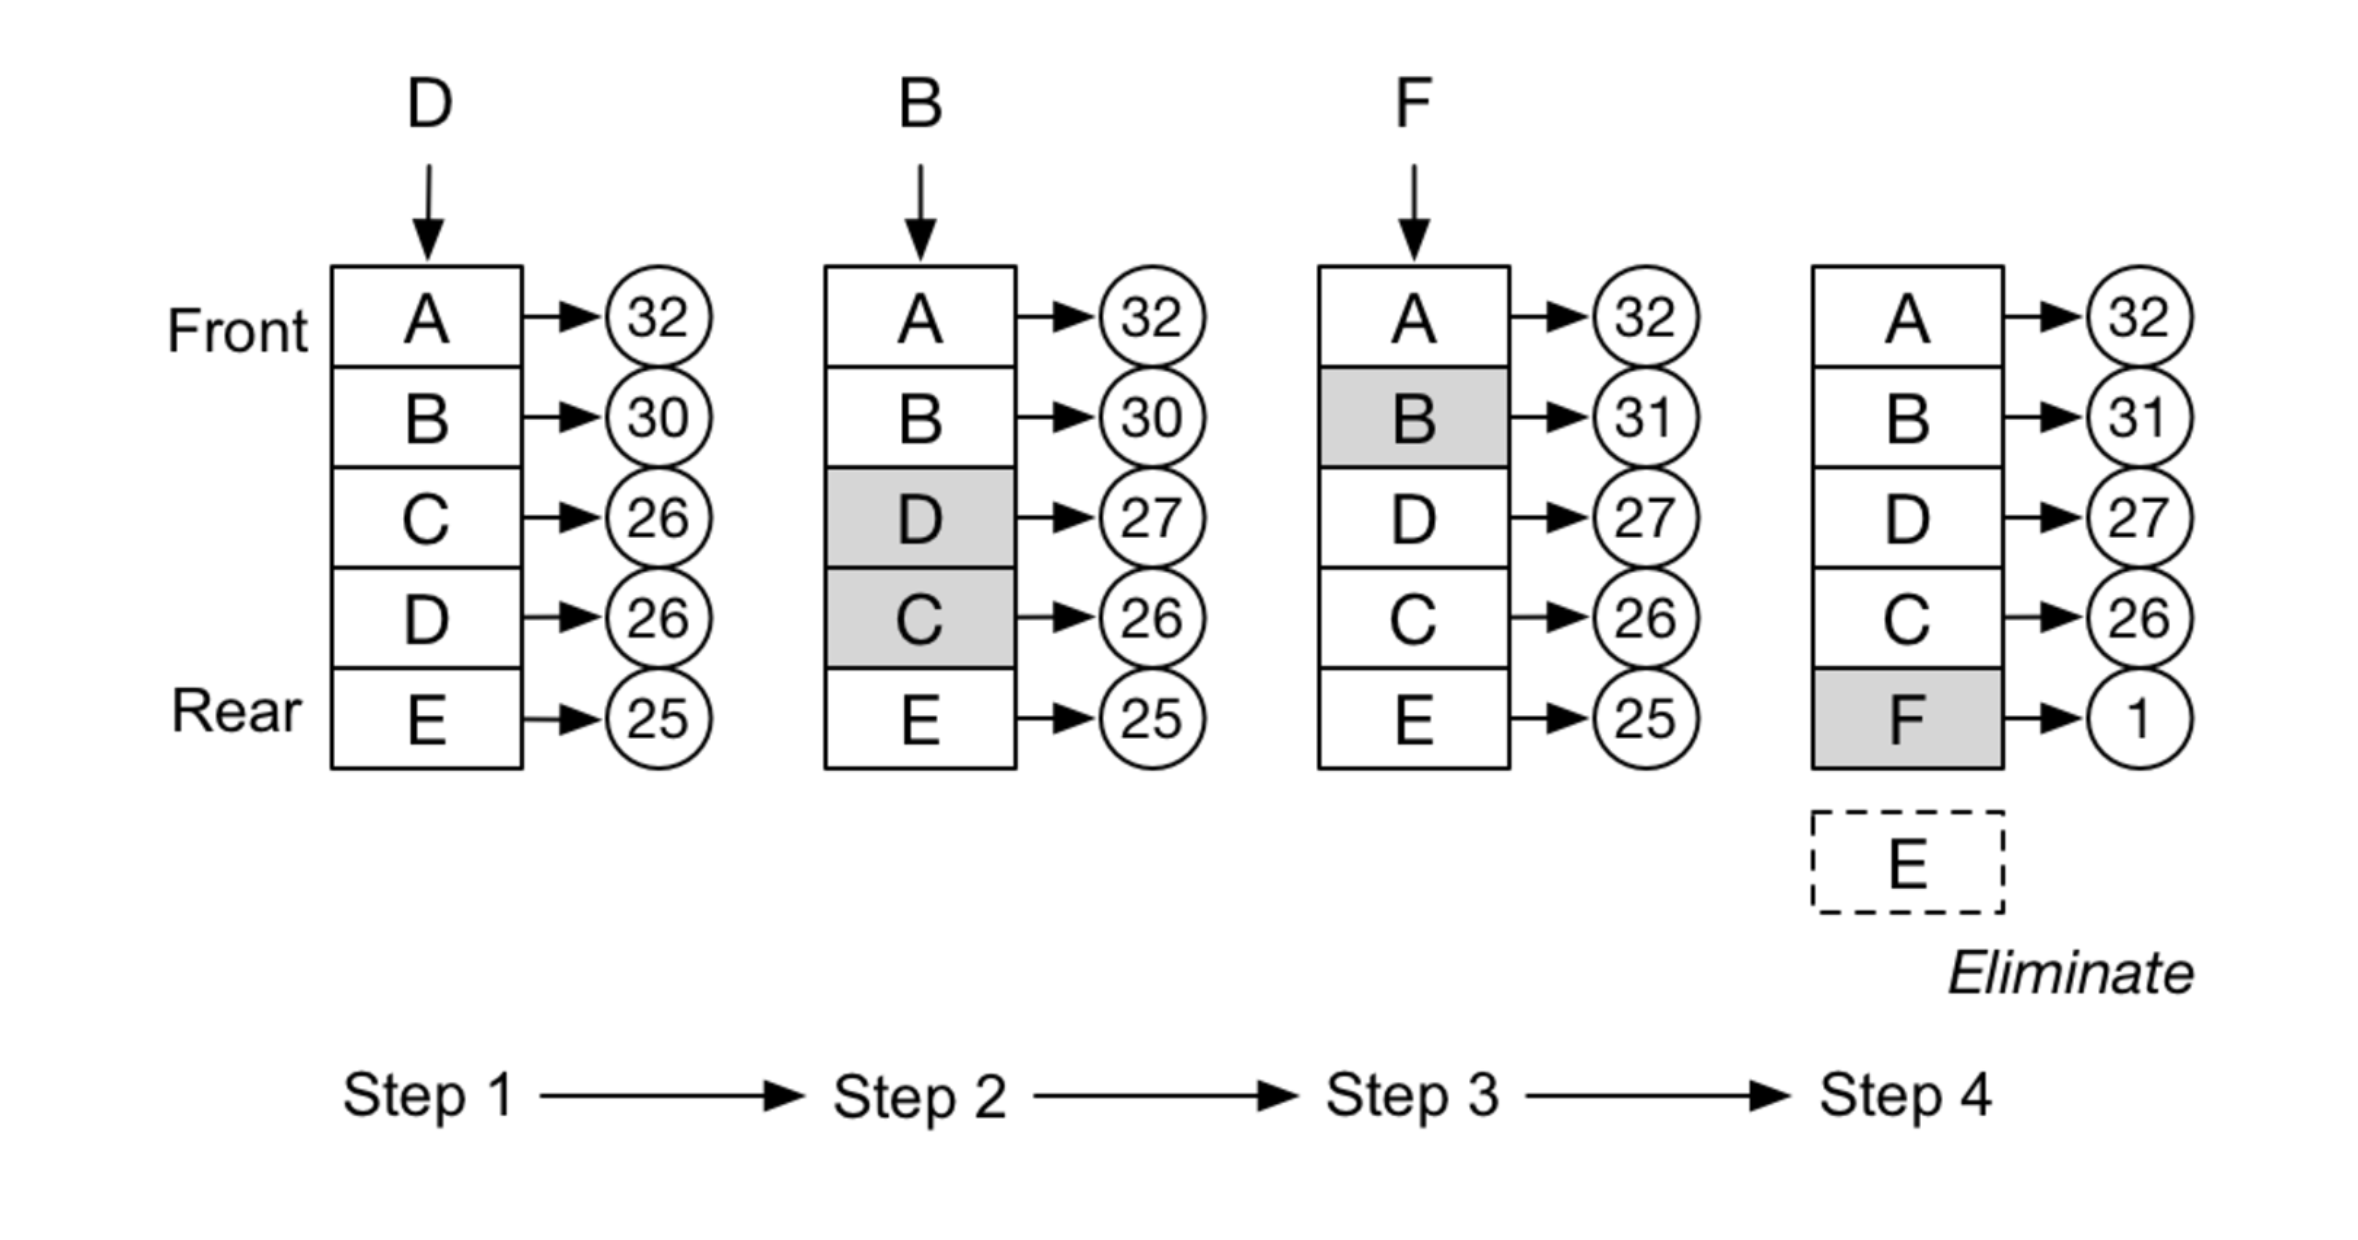 D B F
Front A 32 A 32 A 32 A 32
B 30 B 30 B 31 B 31
C 26 D 27 D 27 D 27
D 26 C 26 C 26 C 26
Rear E 25 E 25 E 25 F 1
E
Eliminate
Step 1 Step 2 Step 3 Step 4